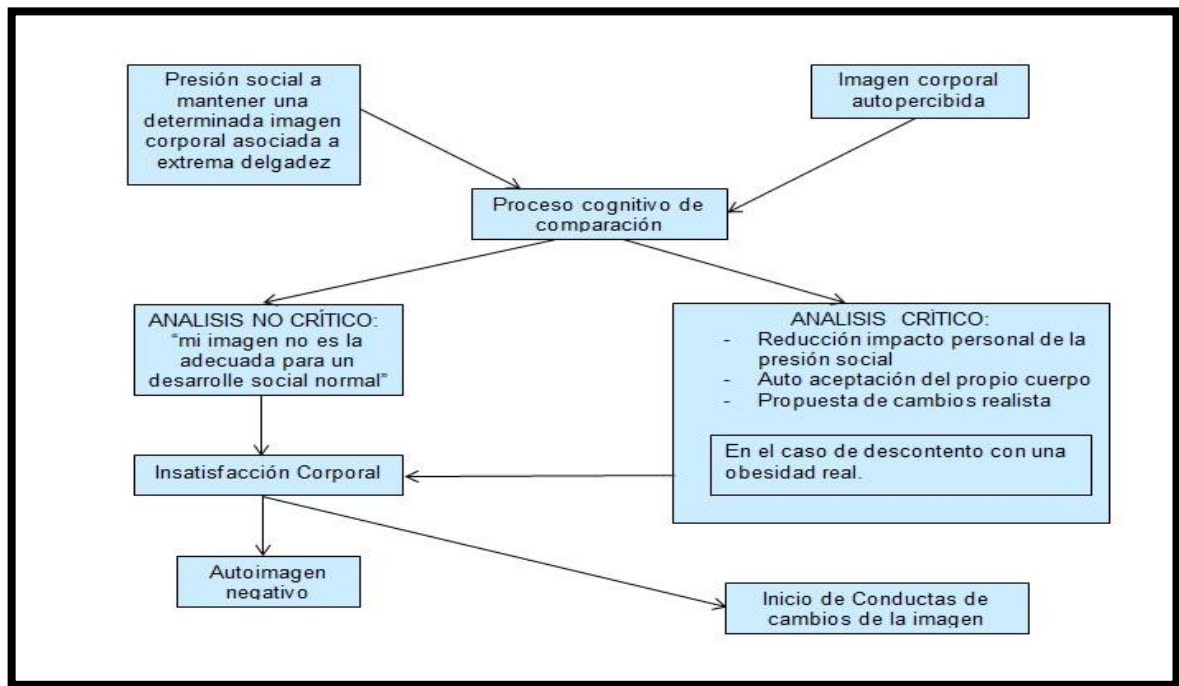 Presión social a
mantener una
determinada imagen
corporal asociada a
extrema delgadez
Imagen corporal
autopercibida
Proceso cognitivo de
comparación
ANALISIS NO CRÍTICO:
“mi imagen no es la
adecuada para un
desarrolle social normal”
ANALISIS CRÌTICO:
- Reducción impacto personal de la
presión social
- Auto aceptación del propio cuerpo
- Propuesta de cambios realista
En el caso de descontento con una
obesidad real.
Insatisfacción Corporal
Autoimagen
negativo
Inicio de Conductas de
cambios de la imagen